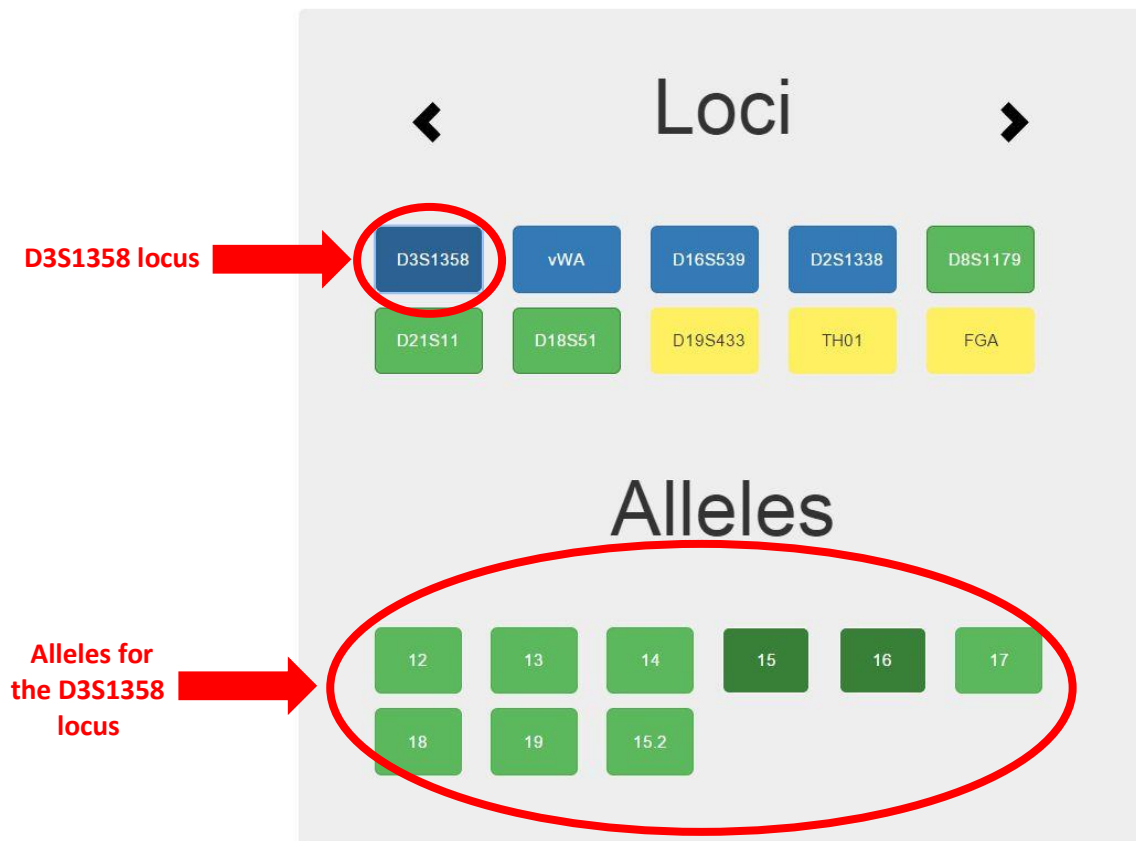 Loci
D3S1358 locus
D3S1358 vWA D16S539 D2S1338 D8S1179
D21S11 D18S51 D19S433 TH01 FGA
Alleles
Alleles for
the D3S1358
locus
12 13 14 15 16 17
18 19 15.2